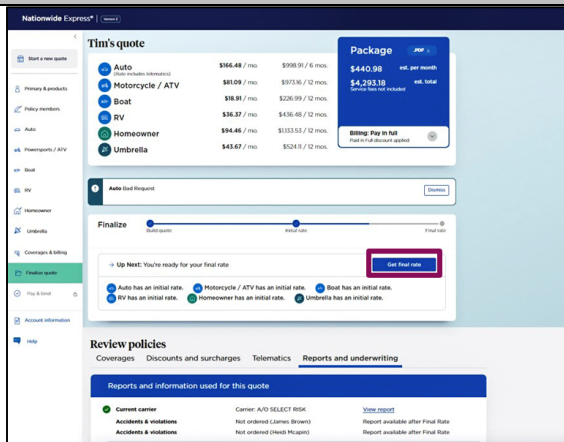 Nationwide Express® Version 2
Start a new quote
Primary & products
Policy members
Auto
Powersports / ATV
Boat
RV
Homeowner
Umbrella
Coverages & billing
Finalize quote
Pay & bind
Account information
Help
Tim's quote
Auto $166.48 / mo. $998.91 / 6 mos.
(Rate includes telematics)
Motorcycle / ATV $81.09 / mo. $973.16 / 12 mos.
Boat $18.91 / mo. $226.99 / 12 mos.
RV $36.37 / mo. $436.48 / 12 mos.
Homeowner $94.46 / mo. $1,133.53 / 12 mos.
Umbrella $43.67 / mo. $524.11 / 12 mos.
Package .PDF
$440.98 est. per month
$4,293.18 est. total
Service fees not included
Billing: Pay in full
Paid in Full discount applied
Auto Bad Request Dismiss
Finalize
Build quote Initial rate Final rate
→ Up Next: You're ready for your final rate Get final rate
Auto has an initial rate. Motorcycle / ATV has an initial rate. Boat has an initial rate.
RV has an initial rate. Homeowner has an initial rate. Umbrella has an initial rate.
Review policies
Coverages Discounts and surcharges Telematics Reports and underwriting
Reports and information used for this quote
Current carrier Carrier: A/O SELECT RISK View report
Accidents & violations Not ordered (James Brown) Report available after Final Rate
Accidents & violations Not ordered (Heidi Mcapin) Report available after Final Rate